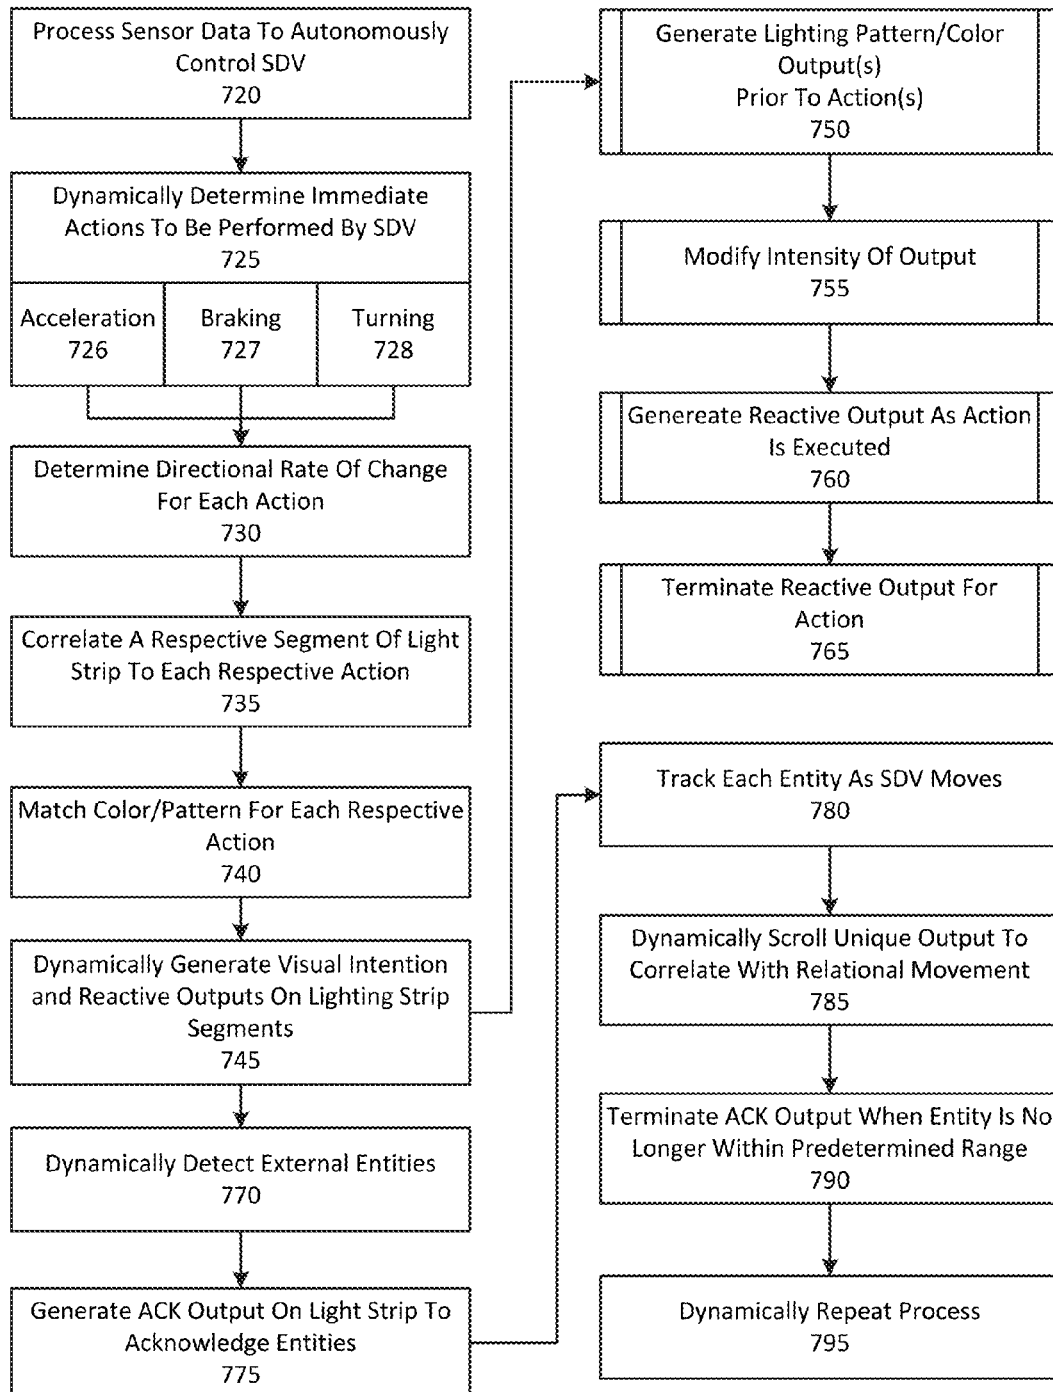 Process Sensor Data To Autonomously
Control SDV
720
Dynamically Determine Immediate
Actions To Be Performed By SDV
725
Acceleration
726
Braking
727
Turning
728
Determine Directional Rate Of Change
For Each Action
730
Correlate A Respective Segment Of Light
Strip To Each Respective Action
735
Match Color/Pattern For Each Respective
Action
740
Dynamically Generate Visual Intention
and Reactive Outputs On Lighting Strip
Segments
745
Dynamically Detect External Entities
770
Generate ACK Output On Light Strip To
Acknowledge Entities
775
Generate Lighting Pattern/Color
Output(s)
Prior To Action(s)
750
Modify Intensity Of Output
755
Genereate Reactive Output As Action
Is Executed
760
Terminate Reactive Output For
Action
765
Track Each Entity As SDV Moves
780
Dynamically Scroll Unique Output To
Correlate With Relational Movement
785
Terminate ACK Output When Entity Is No
Longer Within Predetermined Range
790
Dynamically Repeat Process
795